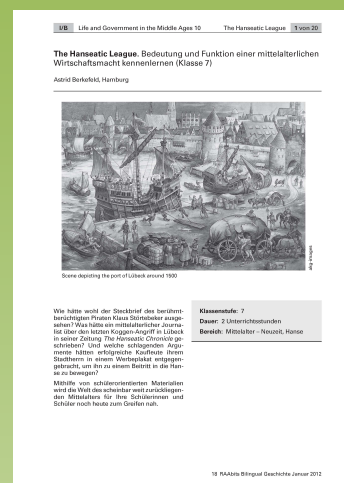 I/B Life and Government in the Middle Ages 10 The Hanseatic League 1 von 20
The Hanseatic League. Bedeutung und Funktion einer mittelalterlichen
Wirtschaftsmacht kennenlernen (Klasse 7)
Astrid Berkefeld, Hamburg
akg-images
Scene depicting the port of Lübeck around 1500
Wie hätte wohl der Steckbrief des berühmt-
berüchtigten Piraten Klaus Störtebeker ausge-
sehen? Was hätte ein mittelalterlicher Journa-
list über den letzten Koggen-Angriff in Lübeck
in seiner Zeitung The Hanseatic Chronicle ge-
schrieben? Und welche schlagenden Argu-
mente hätten erfolgreiche Kaufleute ihrem
Stadtherrn in einem Werbeplakat entgegen-
gebracht, um ihn zu einem Beitritt in die Han-
se zu bewegen?
Mithilfe von schülerorientierten Materialien
wird die Welt des scheinbar weit zurückliegen-
den Mittelalters für Ihre Schülerinnen und
Schüler noch heute zum Greifen nah.
Klassenstufe: 7
Dauer: 2 Unterrichtsstunden
Bereich: Mittelalter – Neuzeit, Hanse
18 RAAbits Bilingual Geschichte Januar 2012